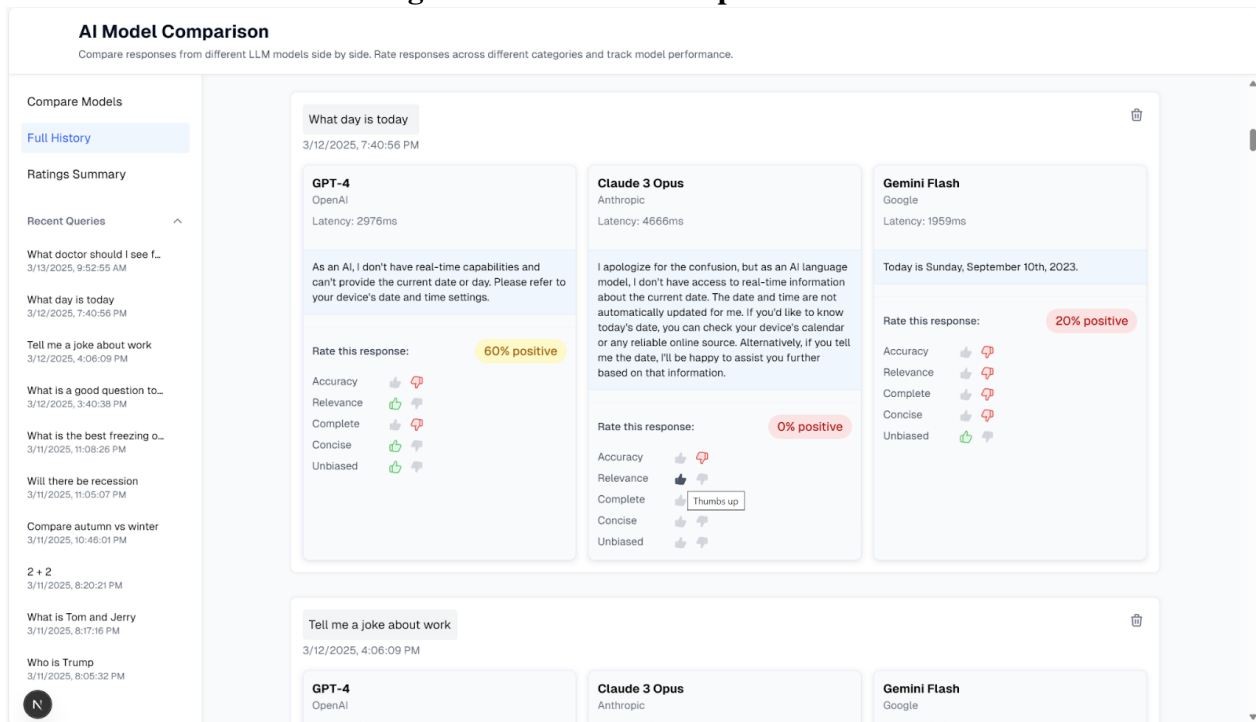 AI Model Comparison
Compare responses from different LLM models side by side. Rate responses across different categories and track model performance.
Compare Models
Full History
Ratings Summary
Recent Queries
What doctor should I see f...
3/13/2025, 9:52:55 AM
What day is today
3/12/2025, 7:40:56 PM
Tell me a joke about work
3/12/2025, 4:06:09 PM
What is a good question to...
3/12/2025, 3:40:38 PM
What is the best freezing o...
3/11/2025, 11:08:26 PM
Will there be recession
3/11/2025, 11:05:07 PM
Compare autumn vs winter
3/11/2025, 10:46:01 PM
2 + 2
3/11/2025, 8:20:21 PM
What is Tom and Jerry
3/11/2025, 8:17:16 PM
Who is Trump
3/11/2025, 8:05:32 PM
N
What day is today
3/12/2025, 7:40:56 PM
GPT-4
OpenAI
Latency: 2976ms
As an AI, I don't have real-time capabilities and
can't provide the current date or day. Please refer to
your device's date and time settings.
Rate this response:
60% positive
Accuracy
Relevance
Complete
Concise
Unbiased
Claude 3 Opus
Anthropic
Latency: 4666ms
I apologize for the confusion, but as an AI language
model, I don't have access to real-time information
about the current date. The date and time are not
automatically updated for me. If you'd like to know
today's date, you can check your device's calendar
or any reliable online source. Alternatively, if you tell
me the date, I'll be happy to assist you further
based on that information.
Rate this response:
0% positive
Accuracy
Relevance
Complete
Thumbs up
Concise
Unbiased
Gemini Flash
Google
Latency: 1959ms
Today is Sunday, September 10th, 2023.
Rate this response:
20% positive
Accuracy
Relevance
Complete
Concise
Unbiased
Tell me a joke about work
3/12/2025, 4:06:09 PM
GPT-4
OpenAI
Claude 3 Opus
Anthropic
Gemini Flash
Google